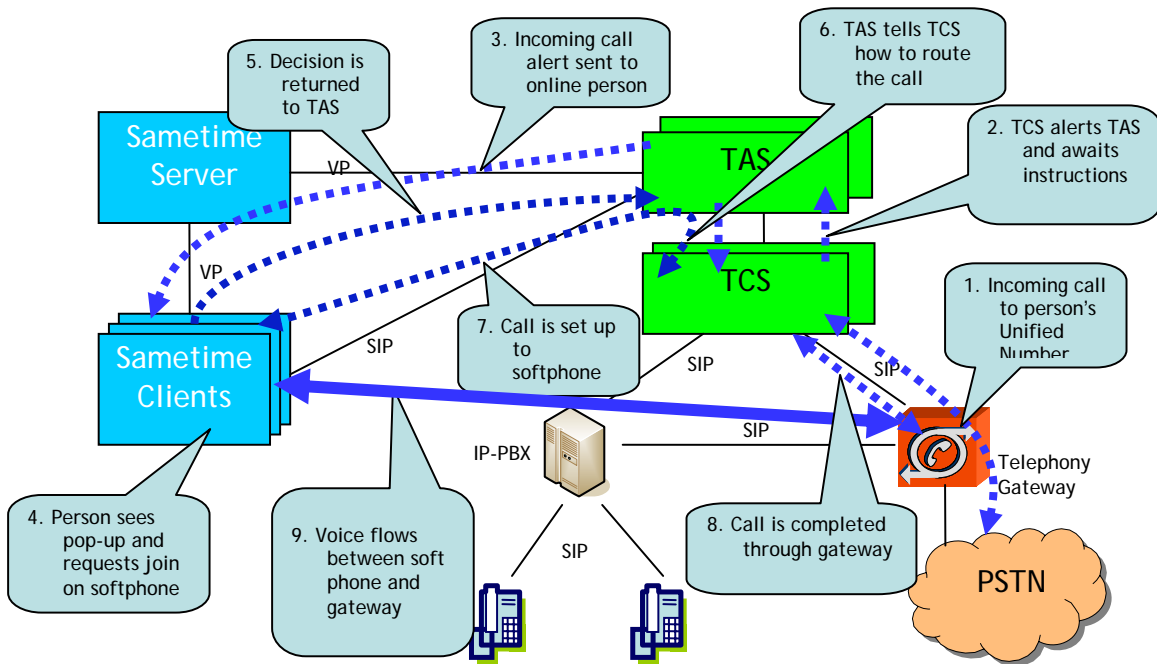 5. Decision is
returned
to TAS
3. Incoming call
alert sent to
online person
6. TAS tells TCS
how to route
the call
2. TCS alerts TAS
and awaits
instructions
Sametime
Server
VP
TAS
VP
TCS
1. Incoming call
to person's
Unified
Number
Sametime
Clients
SIP
7. Call is set up
to
softphone
SIP
SIP
SIP
IP-PBX
Telephony
Gateway
4. Person sees
pop-up and
requests join
on softphone
9. Voice flows
between soft
phone and
gateway
SIP
8. Call is completed
through gateway
PSTN